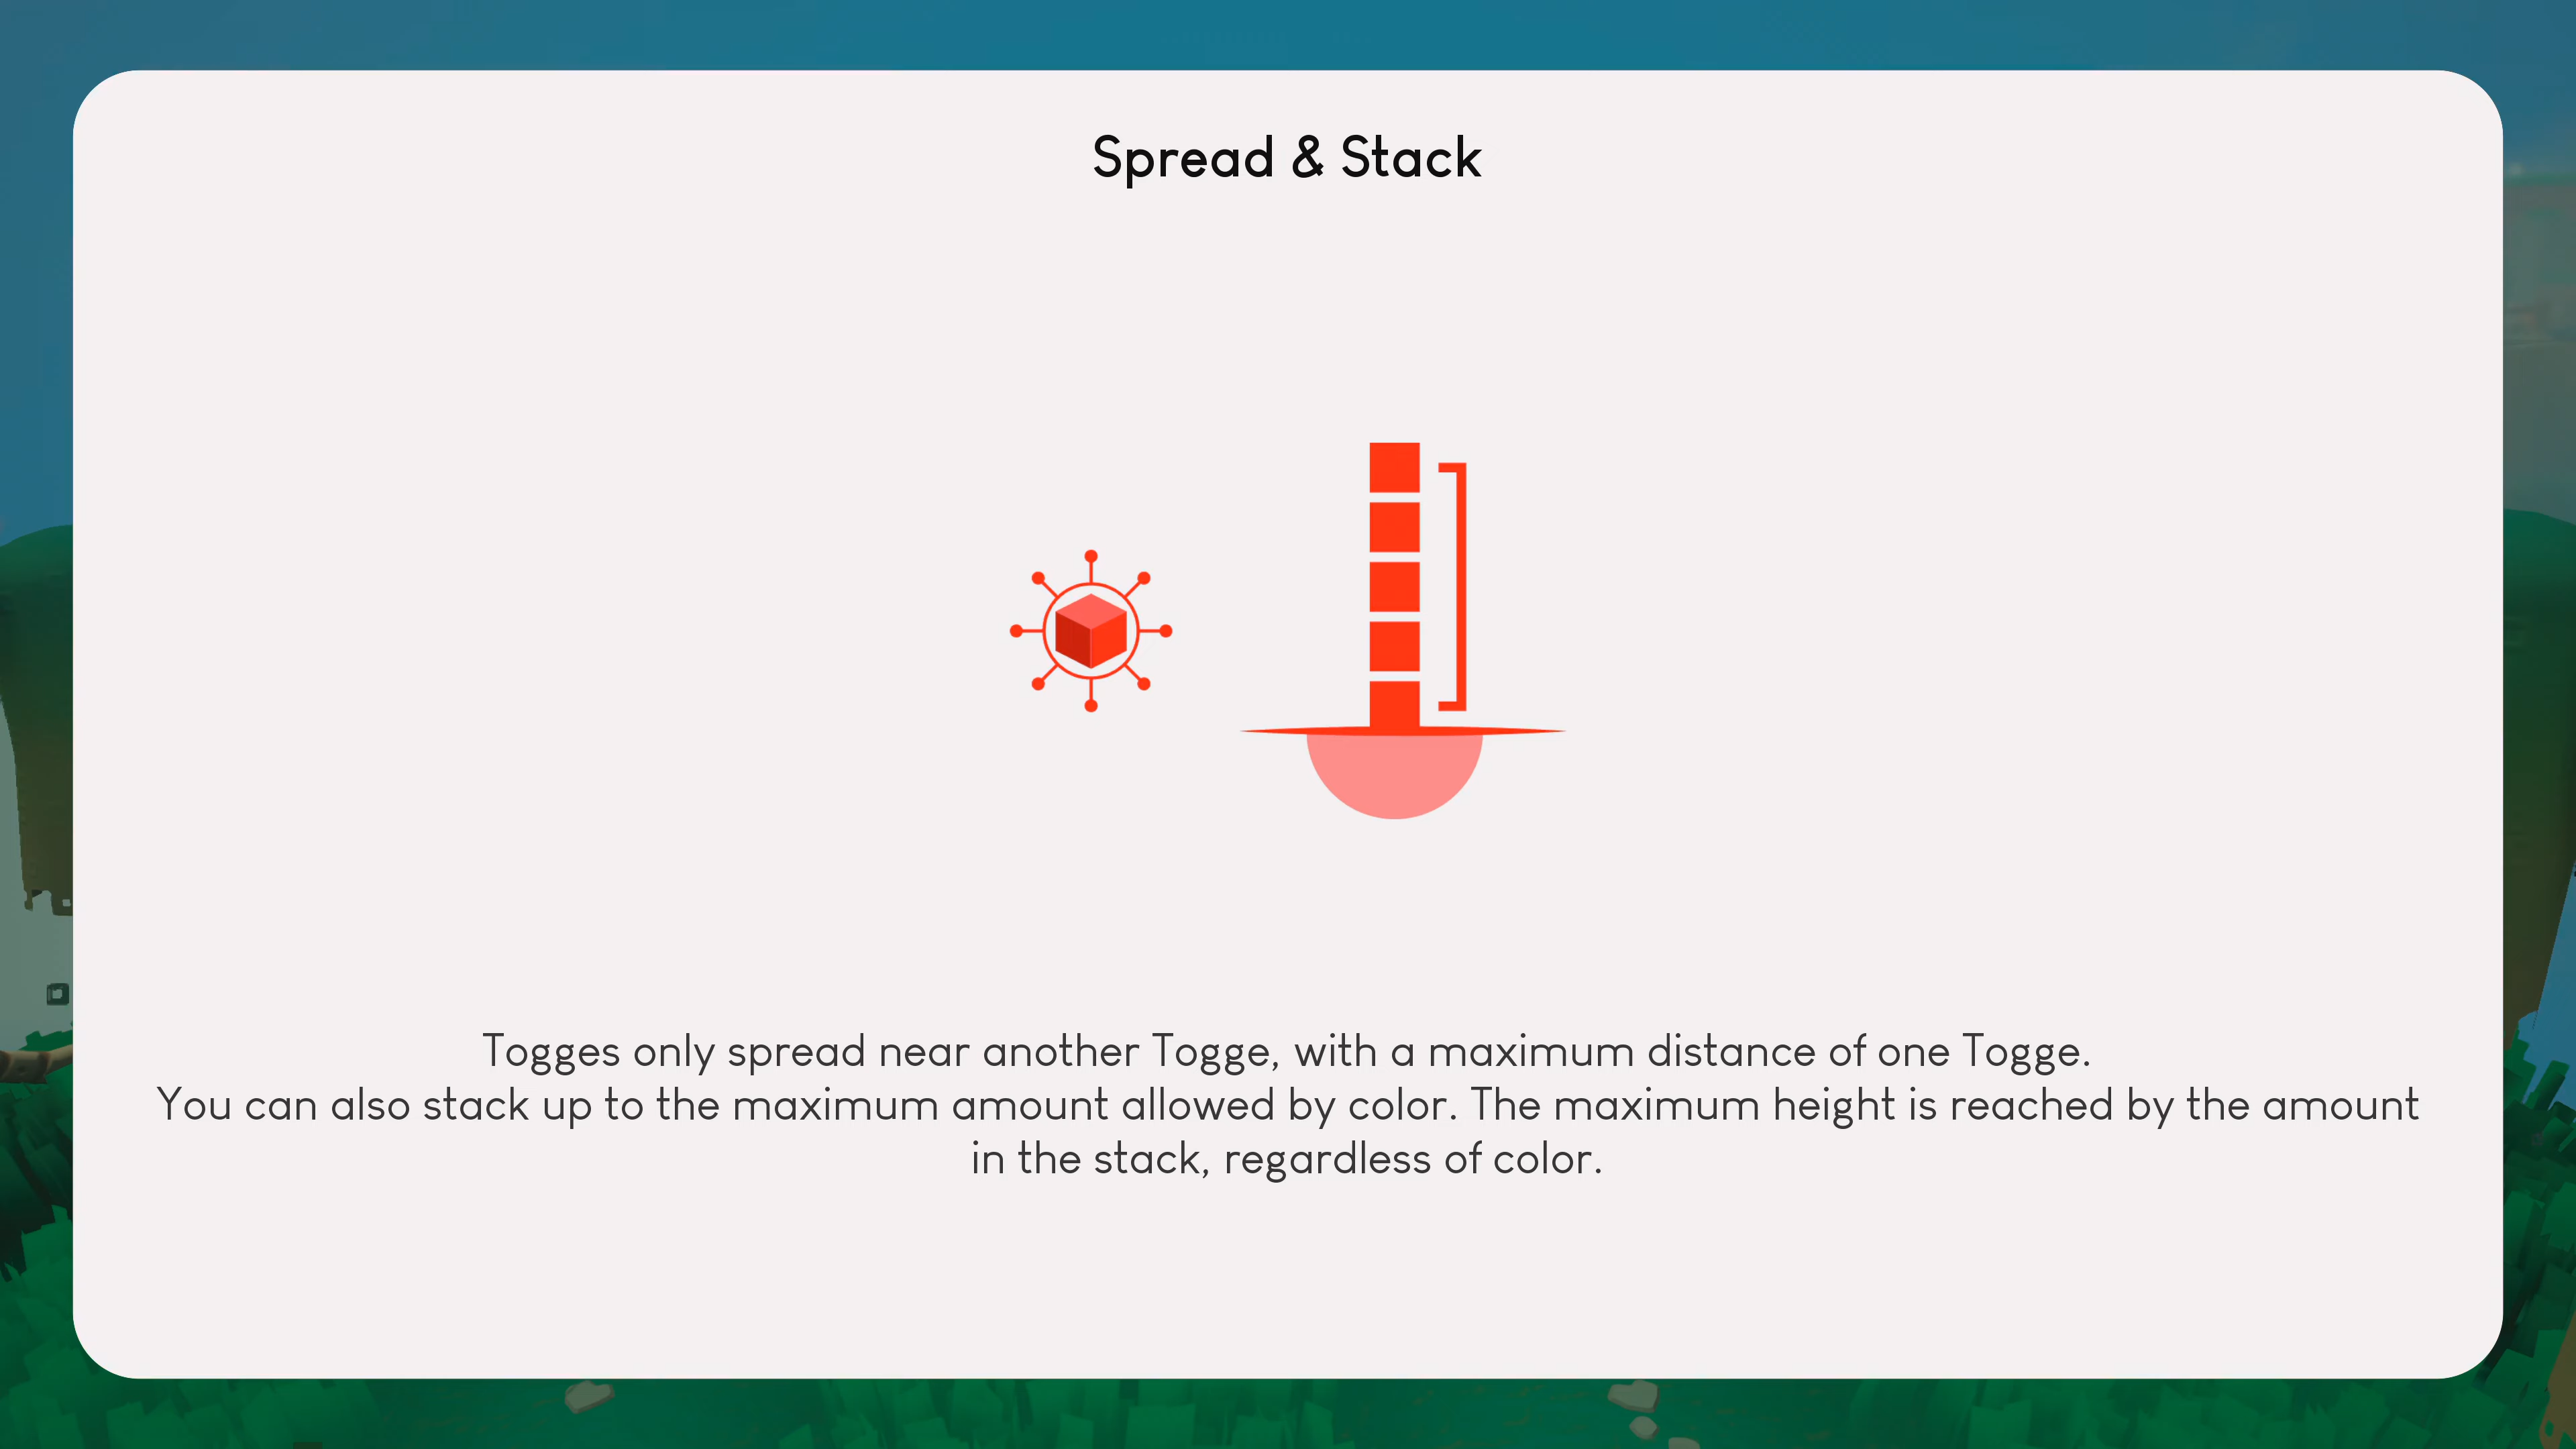 Spread & Stack
Togges only spread near another Togge, with a maximum distance of one Togge.
You can also stack up to the maximum amount allowed by color. The maximum height is reached by the amount
in the stack, regardless of color.